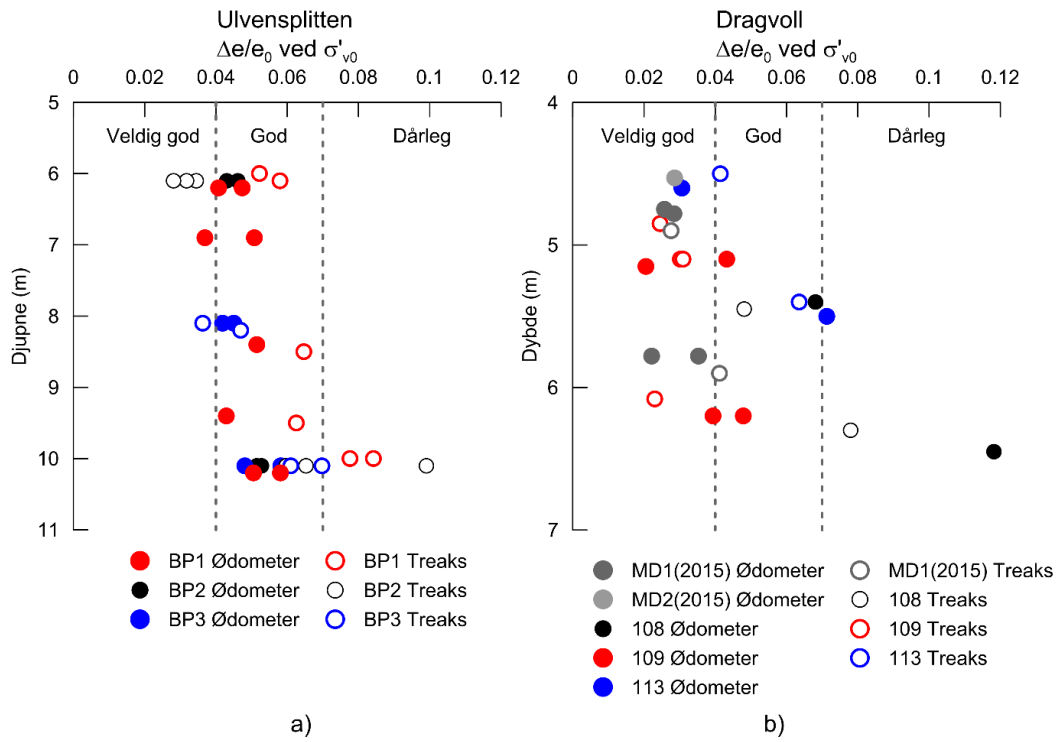 Ulvensplitten
Δe/e₀ ved σ'ᵥ₀
0 0.02 0.04 0.06 0.08 0.1 0.12
Veldig god God Dårleg
5
6
7
8
9
10
11
Djupne (m)
BP1 Ødometer BP1 Treaks
BP2 Ødometer BP2 Treaks
BP3 Ødometer BP3 Treaks
a)
Dragvoll
Δe/e₀ ved σ'ᵥ₀
0 0.02 0.04 0.06 0.08 0.1 0.12
Veldig god God Dårleg
4
5
6
7
Dybde (m)
MD1(2015) Ødometer MD1(2015) Treaks
MD2(2015) Ødometer 108 Treaks
108 Ødometer 109 Treaks
109 Ødometer 113 Treaks
113 Ødometer
b)